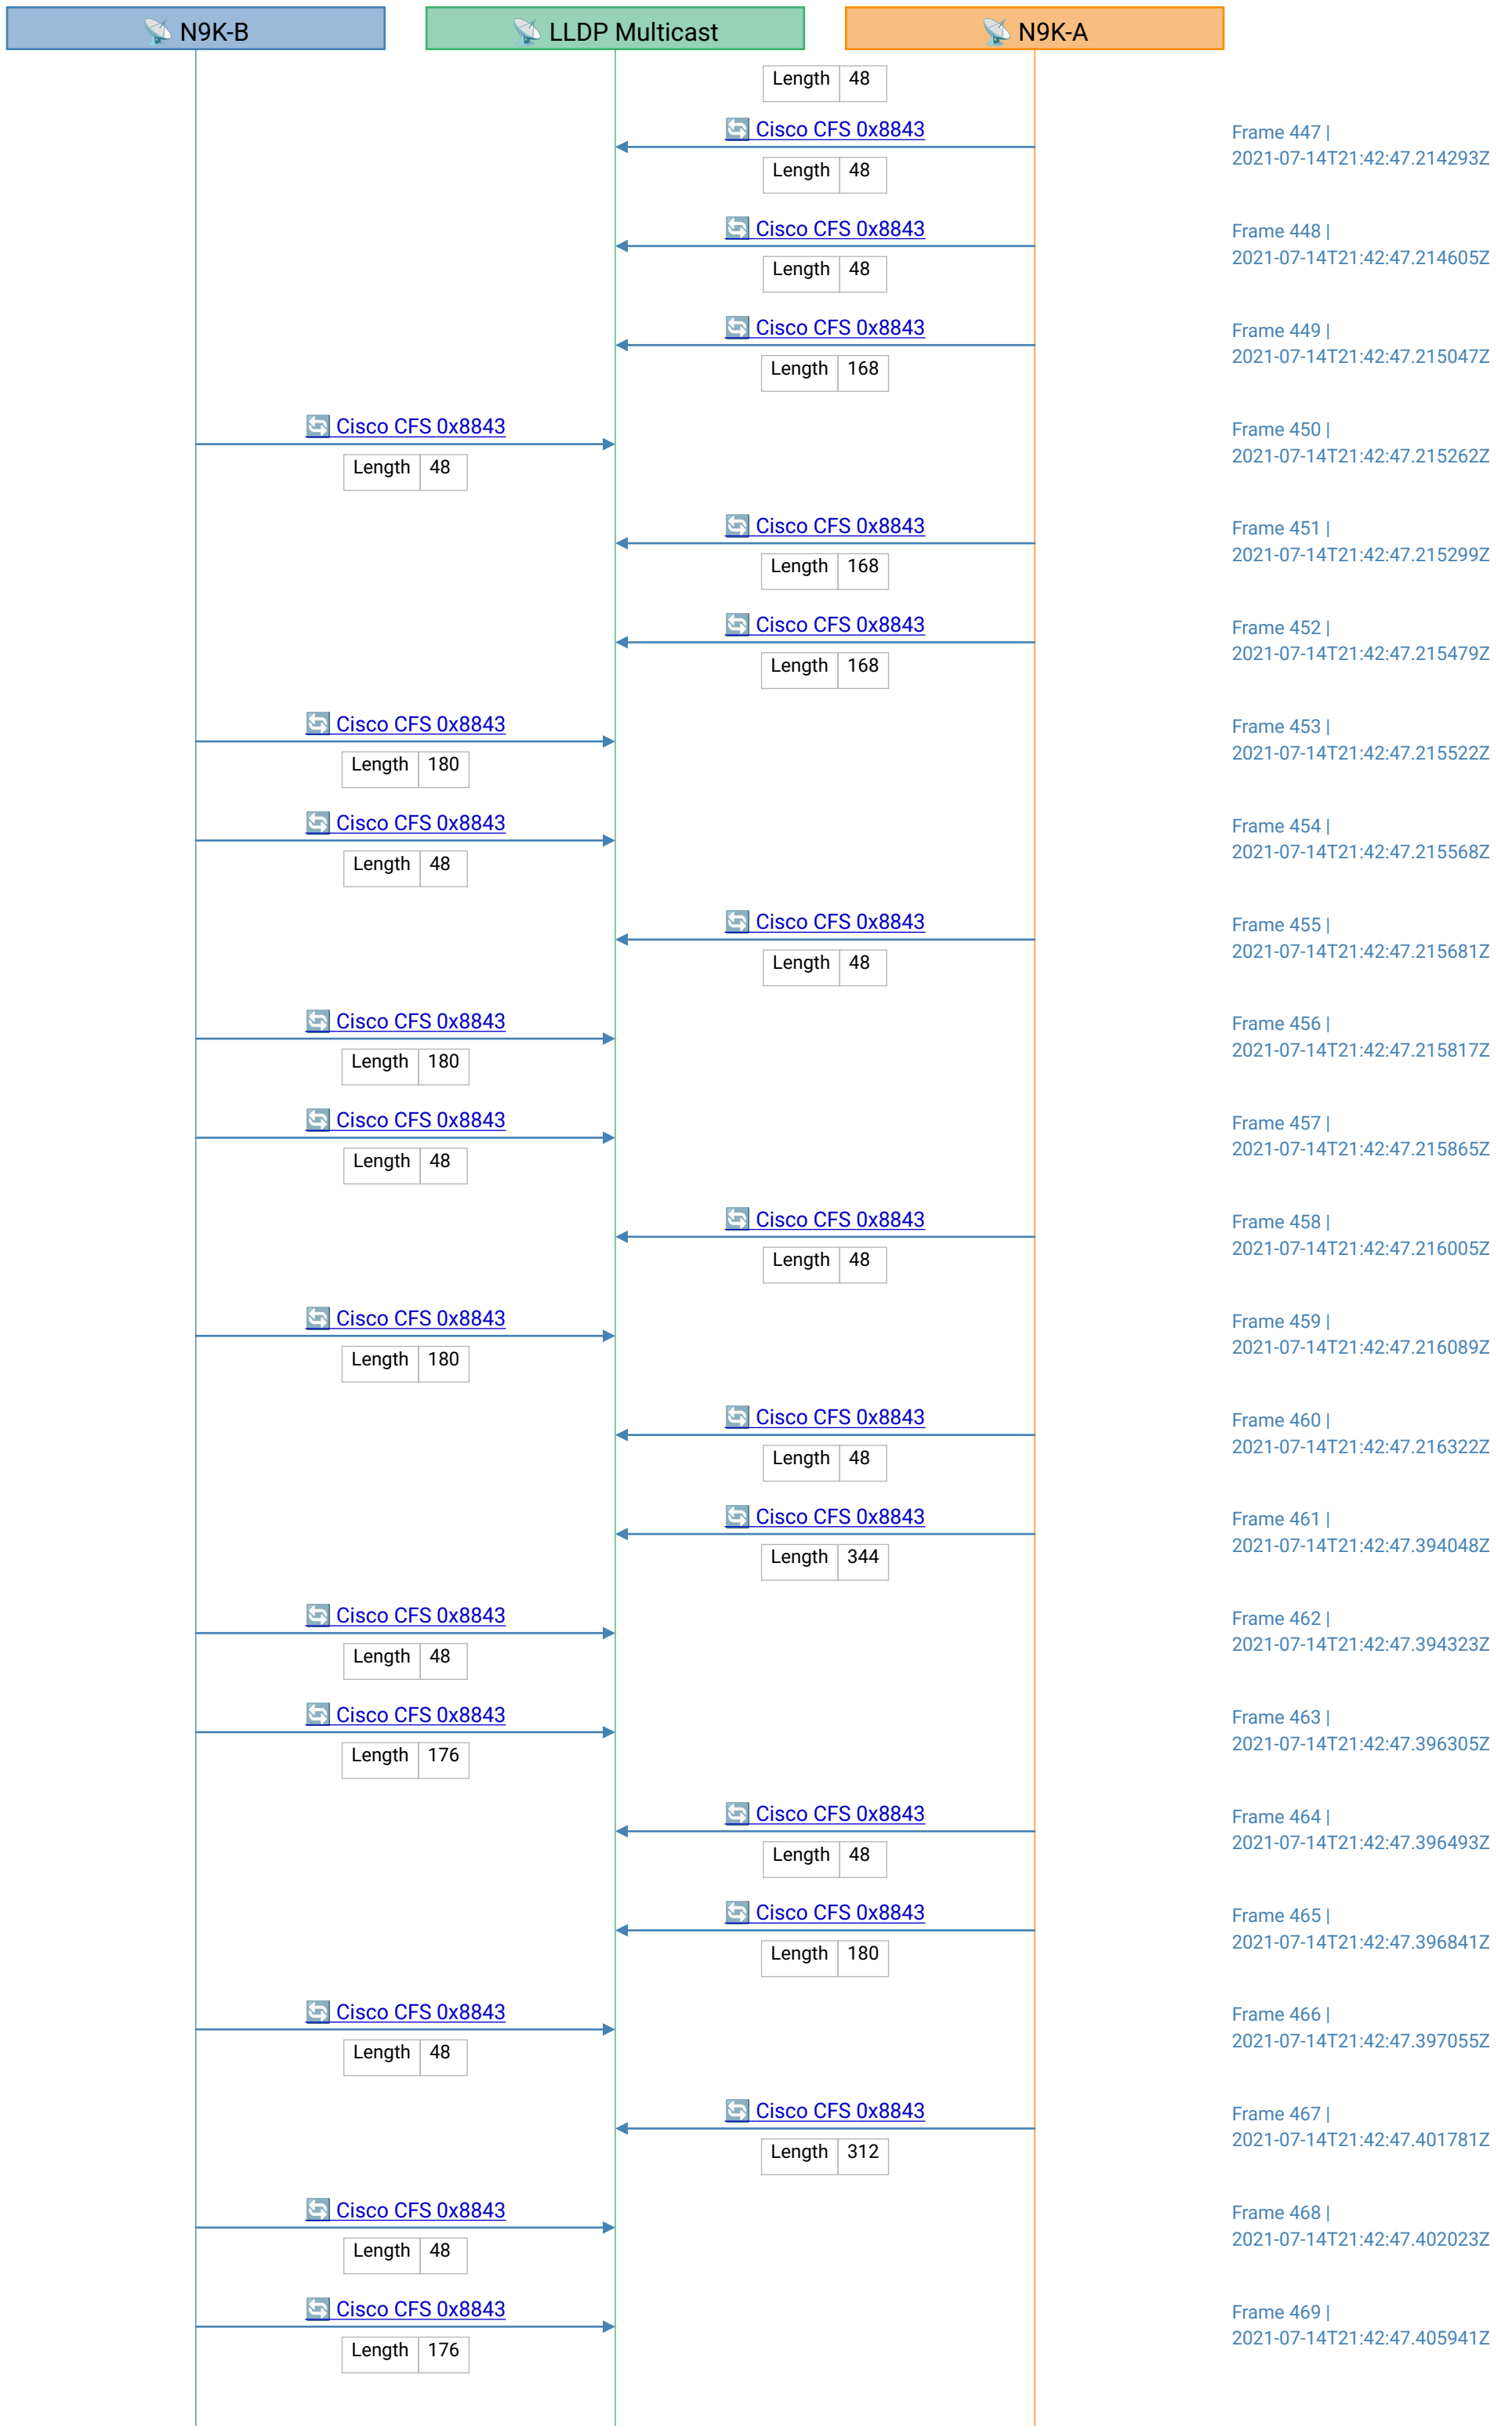 N9K-B
LLDP Multicast
N9K-A
Length 48
Cisco CFS 0x8843
Frame 447 |
2021-07-14T21:42:47.214293Z
Length 48
Cisco CFS 0x8843
Frame 448 |
2021-07-14T21:42:47.214605Z
Length 48
Cisco CFS 0x8843
Frame 449 |
2021-07-14T21:42:47.215047Z
Length 168
Cisco CFS 0x8843
Frame 450 |
2021-07-14T21:42:47.215262Z
Length 48
Cisco CFS 0x8843
Frame 451 |
2021-07-14T21:42:47.215299Z
Length 168
Cisco CFS 0x8843
Frame 452 |
2021-07-14T21:42:47.215479Z
Length 168
Cisco CFS 0x8843
Frame 453 |
2021-07-14T21:42:47.215522Z
Length 180
Cisco CFS 0x8843
Frame 454 |
2021-07-14T21:42:47.215568Z
Length 48
Cisco CFS 0x8843
Frame 455 |
2021-07-14T21:42:47.215681Z
Length 48
Cisco CFS 0x8843
Frame 456 |
2021-07-14T21:42:47.215817Z
Length 180
Cisco CFS 0x8843
Frame 457 |
2021-07-14T21:42:47.215865Z
Length 48
Cisco CFS 0x8843
Frame 458 |
2021-07-14T21:42:47.216005Z
Length 48
Cisco CFS 0x8843
Frame 459 |
2021-07-14T21:42:47.216089Z
Length 180
Cisco CFS 0x8843
Frame 460 |
2021-07-14T21:42:47.216322Z
Length 48
Cisco CFS 0x8843
Frame 461 |
2021-07-14T21:42:47.394048Z
Length 344
Cisco CFS 0x8843
Frame 462 |
2021-07-14T21:42:47.394323Z
Length 48
Cisco CFS 0x8843
Frame 463 |
2021-07-14T21:42:47.396305Z
Length 176
Cisco CFS 0x8843
Frame 464 |
2021-07-14T21:42:47.396493Z
Length 48
Cisco CFS 0x8843
Frame 465 |
2021-07-14T21:42:47.396841Z
Length 180
Cisco CFS 0x8843
Frame 466 |
2021-07-14T21:42:47.397055Z
Length 48
Cisco CFS 0x8843
Frame 467 |
2021-07-14T21:42:47.401781Z
Length 312
Cisco CFS 0x8843
Frame 468 |
2021-07-14T21:42:47.402023Z
Length 48
Cisco CFS 0x8843
Frame 469 |
2021-07-14T21:42:47.405941Z
Length 176